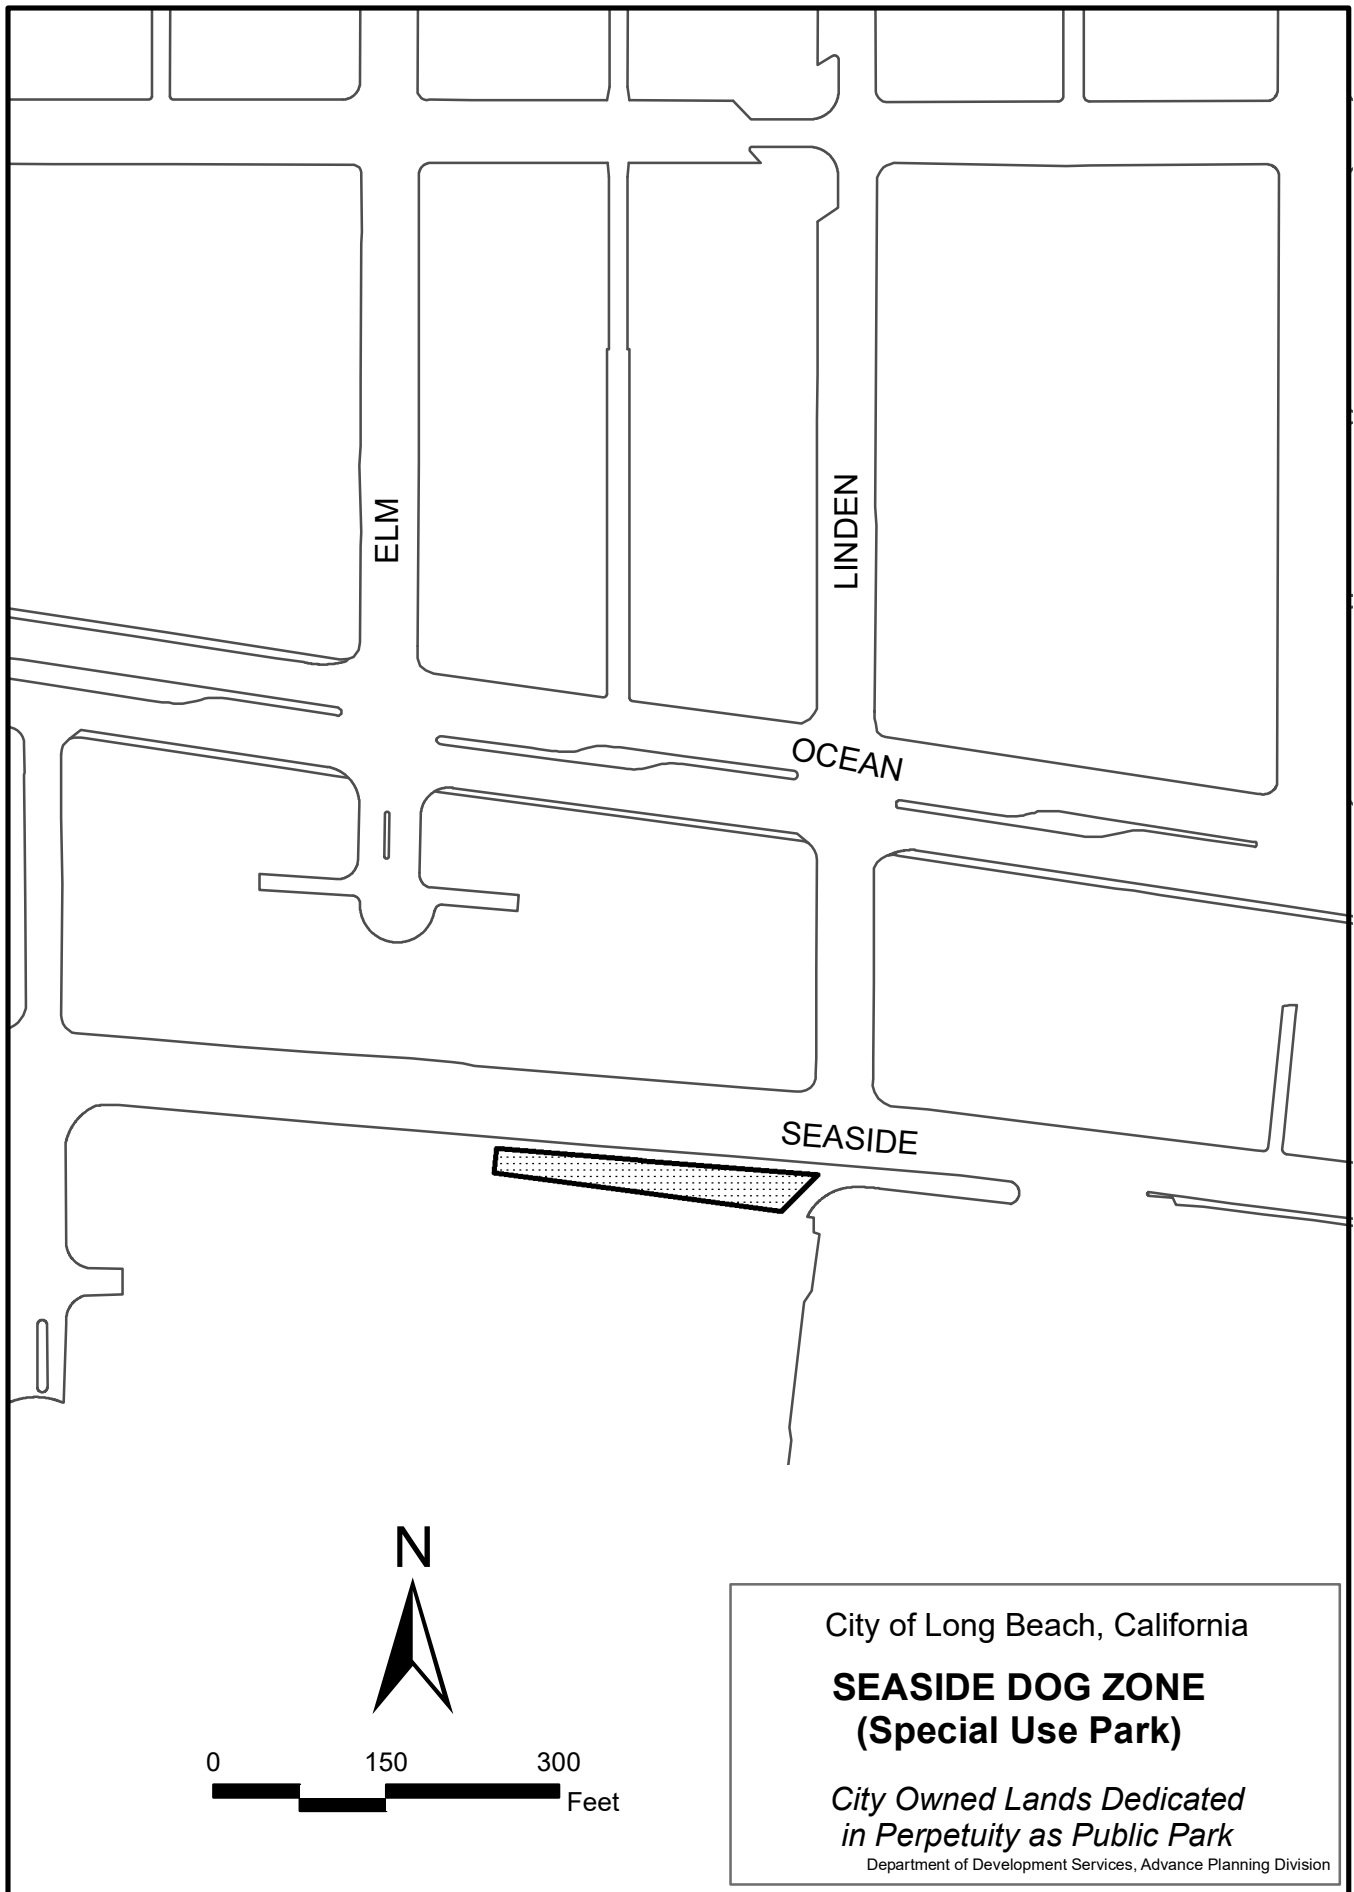 ELM
LINDEN
OCEAN
SEASIDE
N
0 150 300
Feet
City of Long Beach, California
SEASIDE DOG ZONE
(Special Use Park)
City Owned Lands Dedicated
in Perpetuity as Public Park
Department of Development Services, Advance Planning Division